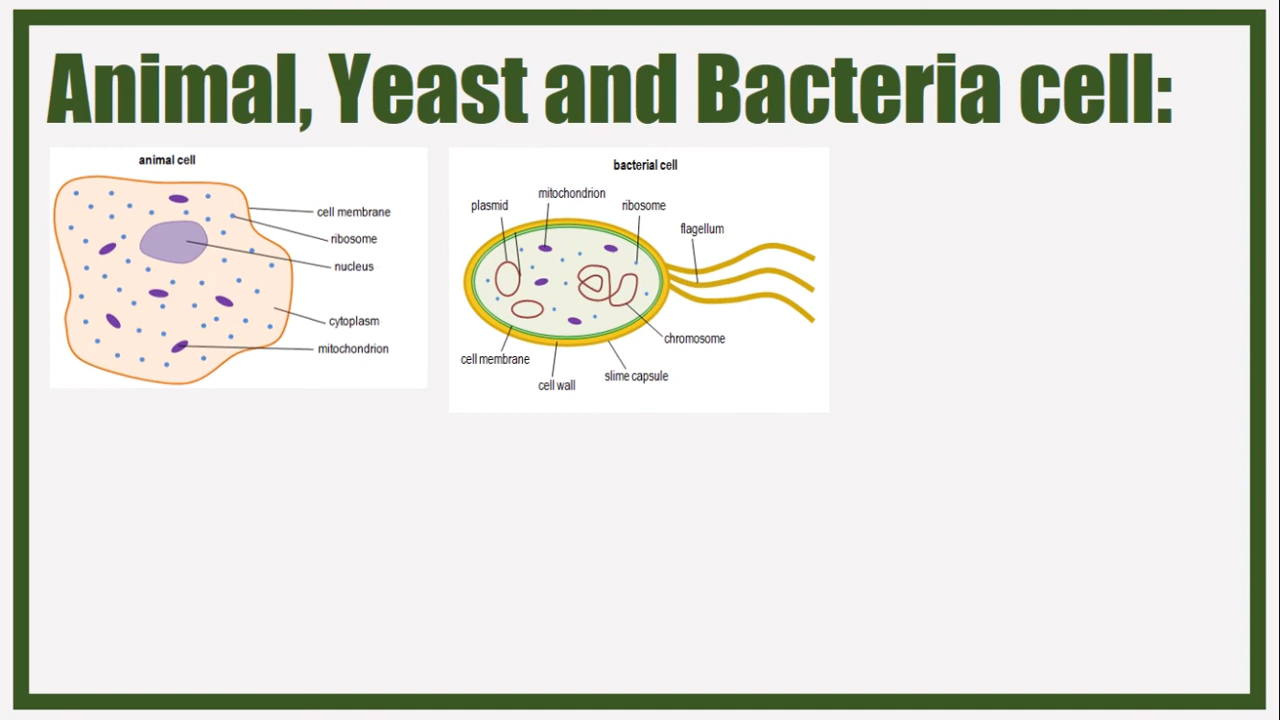 Animal, Yeast and Bacteria cell:
animal cell
cell membrane
ribosome
nucleus
cytoplasm
mitochondrion
bacterial cell
mitochondrion
plasmid
ribosome
flagellum
chromosome
cell membrane
slime capsule
cell wall